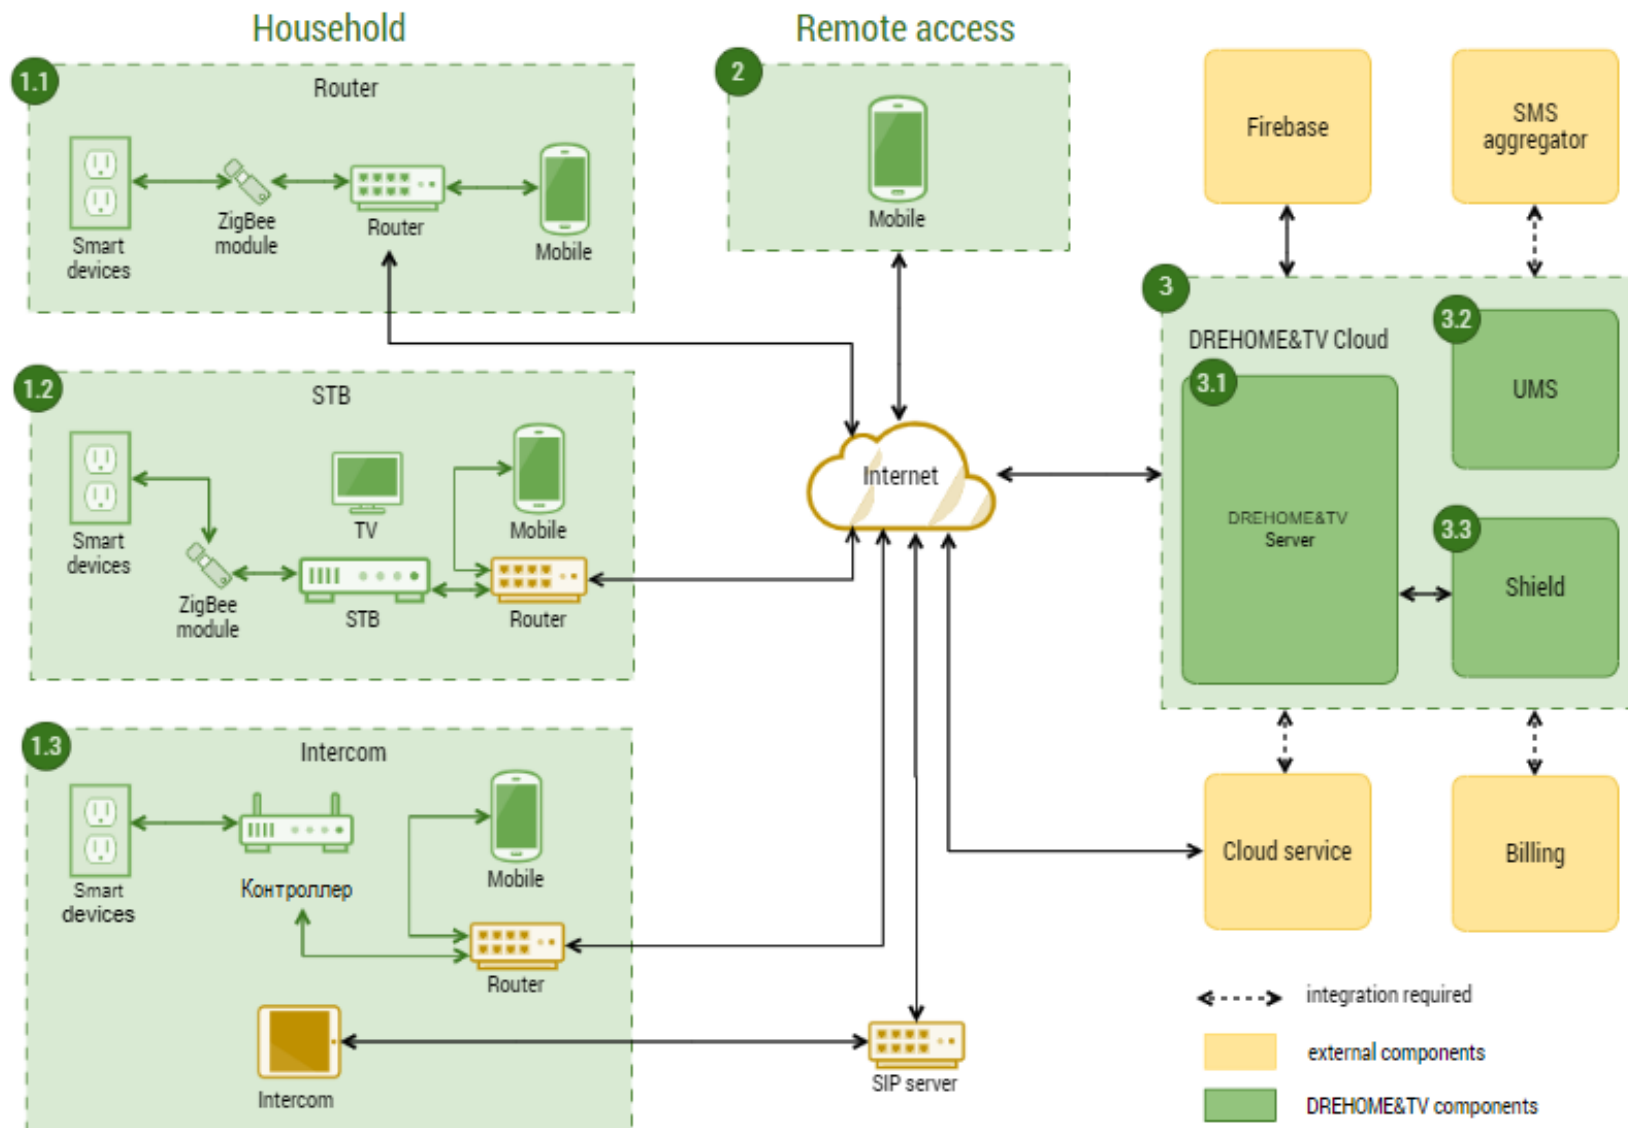 Household
Remote access
1.1
Router
Smart
devices
ZigBee
module
Router
Mobile
2
Mobile
Firebase
SMS
aggregator
1.2
STB
Smart
devices
ZigBee
module
TV
STB
Mobile
Router
Internet
3
DREHOME&TV Cloud
3.1
DREHOME&TV
Server
3.2
UMS
3.3
Shield
1.3
Intercom
Smart
devices
Контроллер
Mobile
Router
Intercom
SIP server
Cloud service
Billing
integration required
external components
DREHOME&TV components